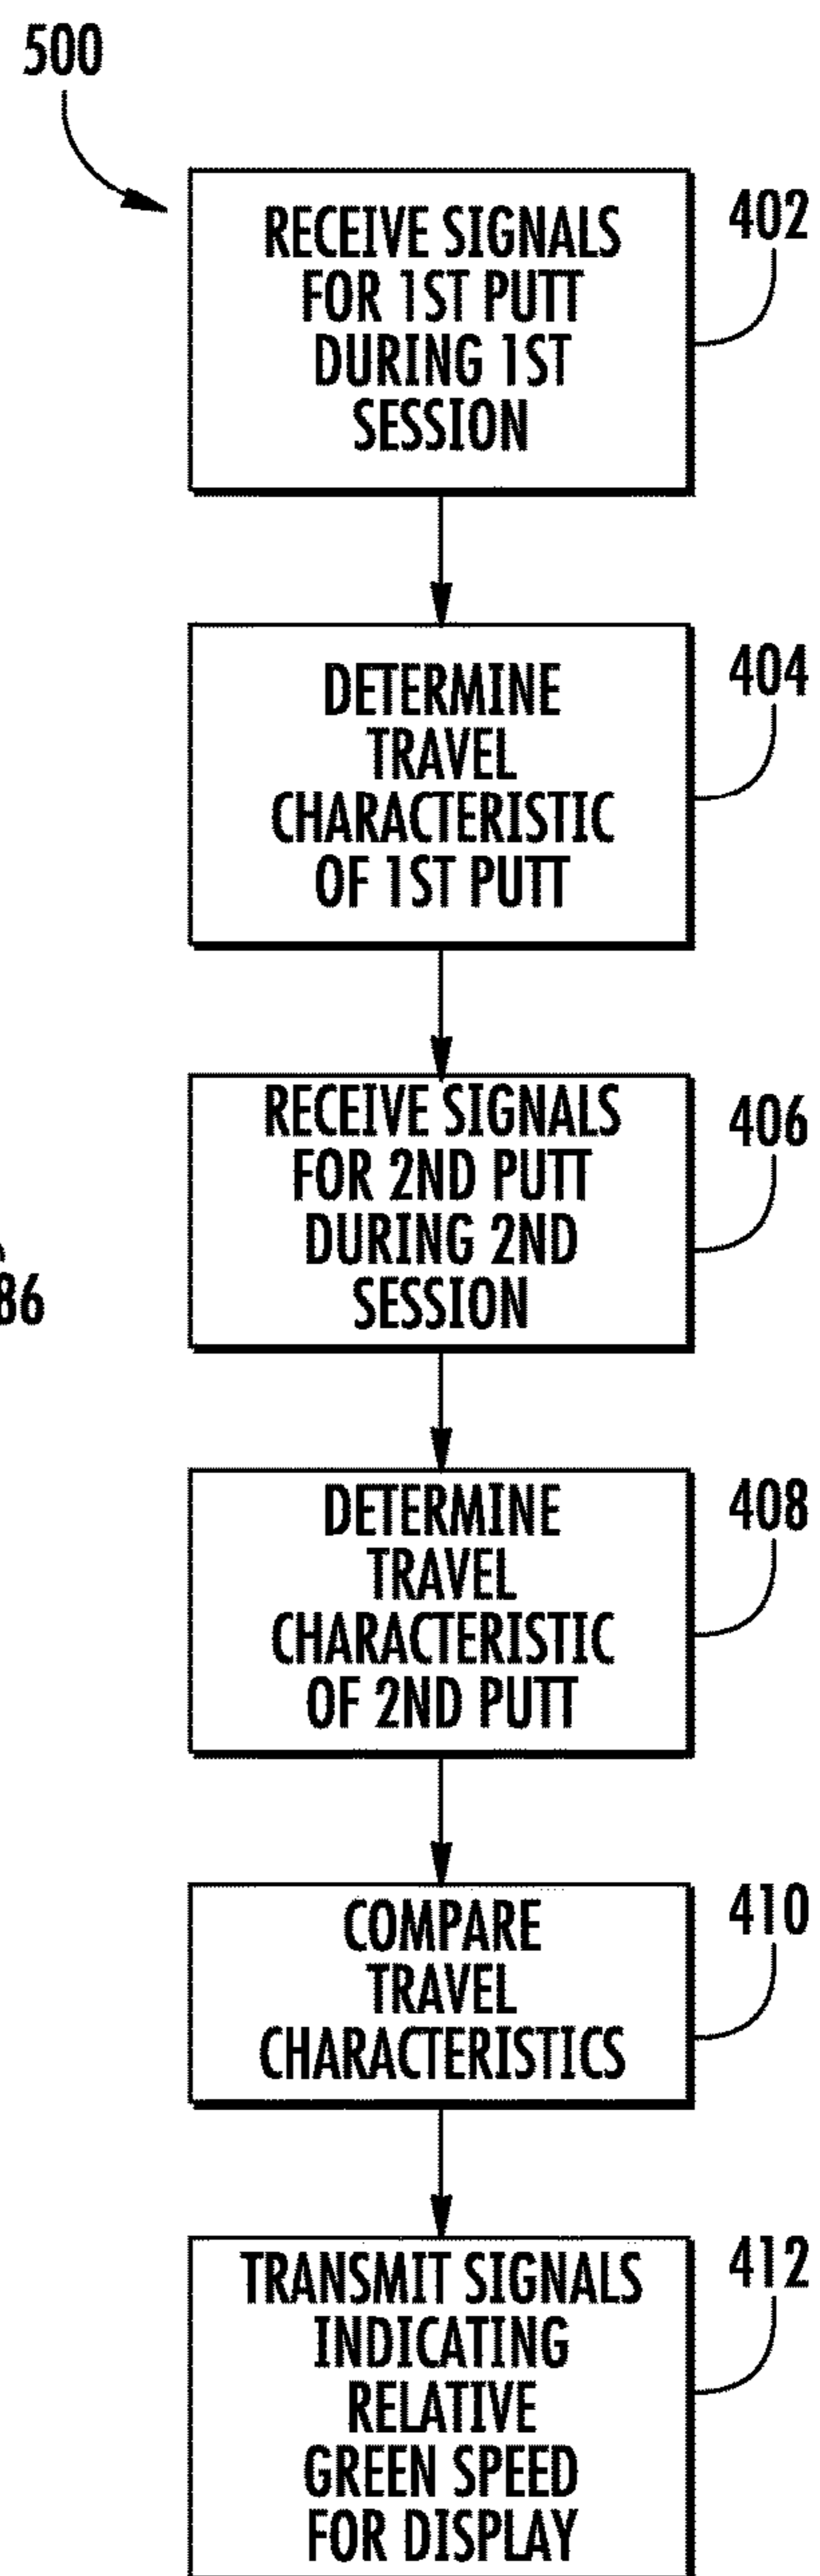 500
RECEIVE SIGNALS
FOR 1ST PUTT
DURING 1ST
SESSION
402
DETERMINE
TRAVEL
CHARACTERISTIC
OF 1ST PUTT
404
RECEIVE SIGNALS
FOR 2ND PUTT
DURING 2ND
SESSION
406
86
DETERMINE
TRAVEL
CHARACTERISTIC
OF 2ND PUTT
408
COMPARE
TRAVEL
CHARACTERISTICS
410
TRANSMIT SIGNALS
INDICATING
RELATIVE
GREEN SPEED
FOR DISPLAY
412